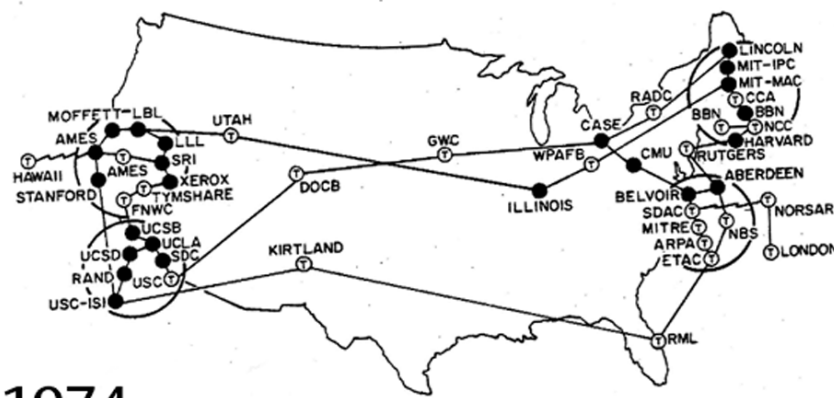 LINCOLN
MIT-IPC
MIT-MAC
CCA
RADC
BBN
BBN
NCC
MOFFETT
LBL
UTAH
CASE
HARVARD
AMES
LLL
GWC
WPAFB
CMU
RUTGERS
HAWAII
AMES
SRI
XEROX
ABERDEEN
STANFORD
TYMSHARE
DOCB
ILLINOIS
BELVOIR
FNWC
SDAC
NORSAR
UCSB
MITRE
NBS
UCLA
UCSD
SDC
KIRTLAND
ARPA
LONDON
RAND
USC
ETAC
USC-ISI
RML
1974